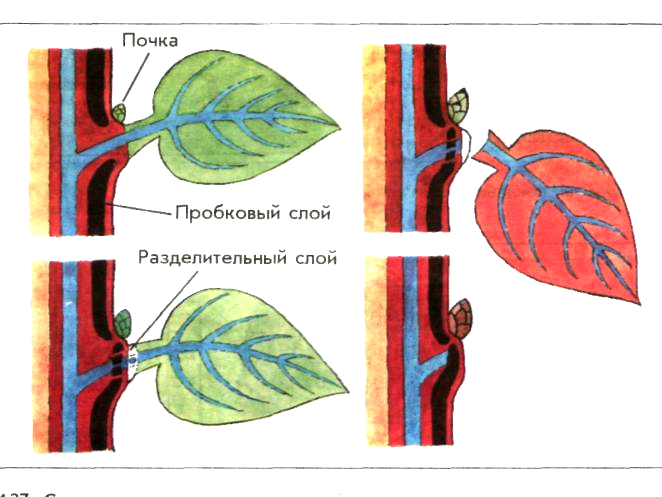 Почка
Пробковый слой
Разделительный слой